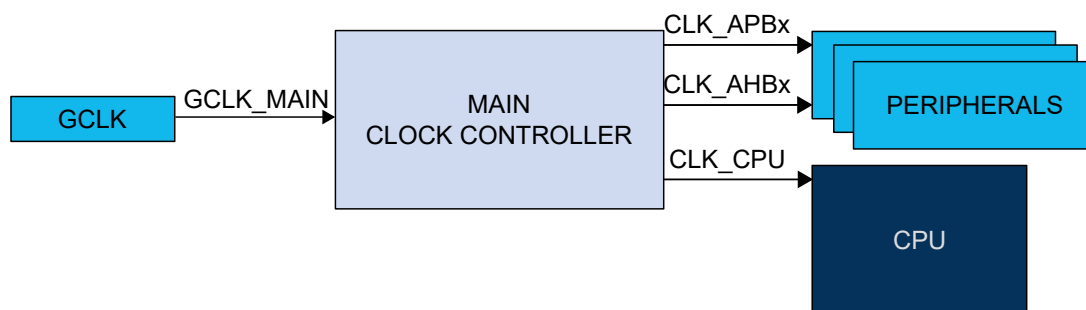 CLK_APBx
GCLK
GCLK_MAIN
MAIN
CLOCK CONTROLLER
CLK_AHBx
PERIPHERALS
CLK_CPU
CPU